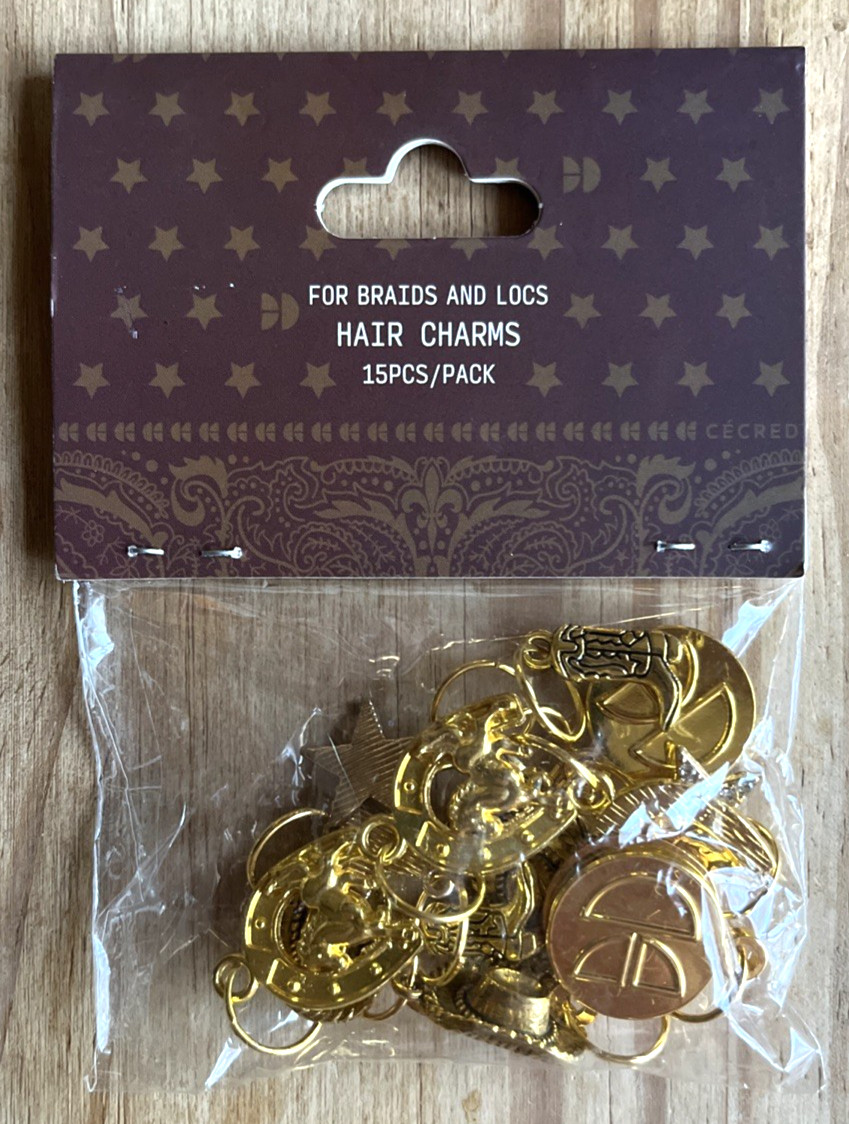 FOR BRAIDS AND LOCS
HAIR CHARMS
15PCS/PACK
CÉCRED